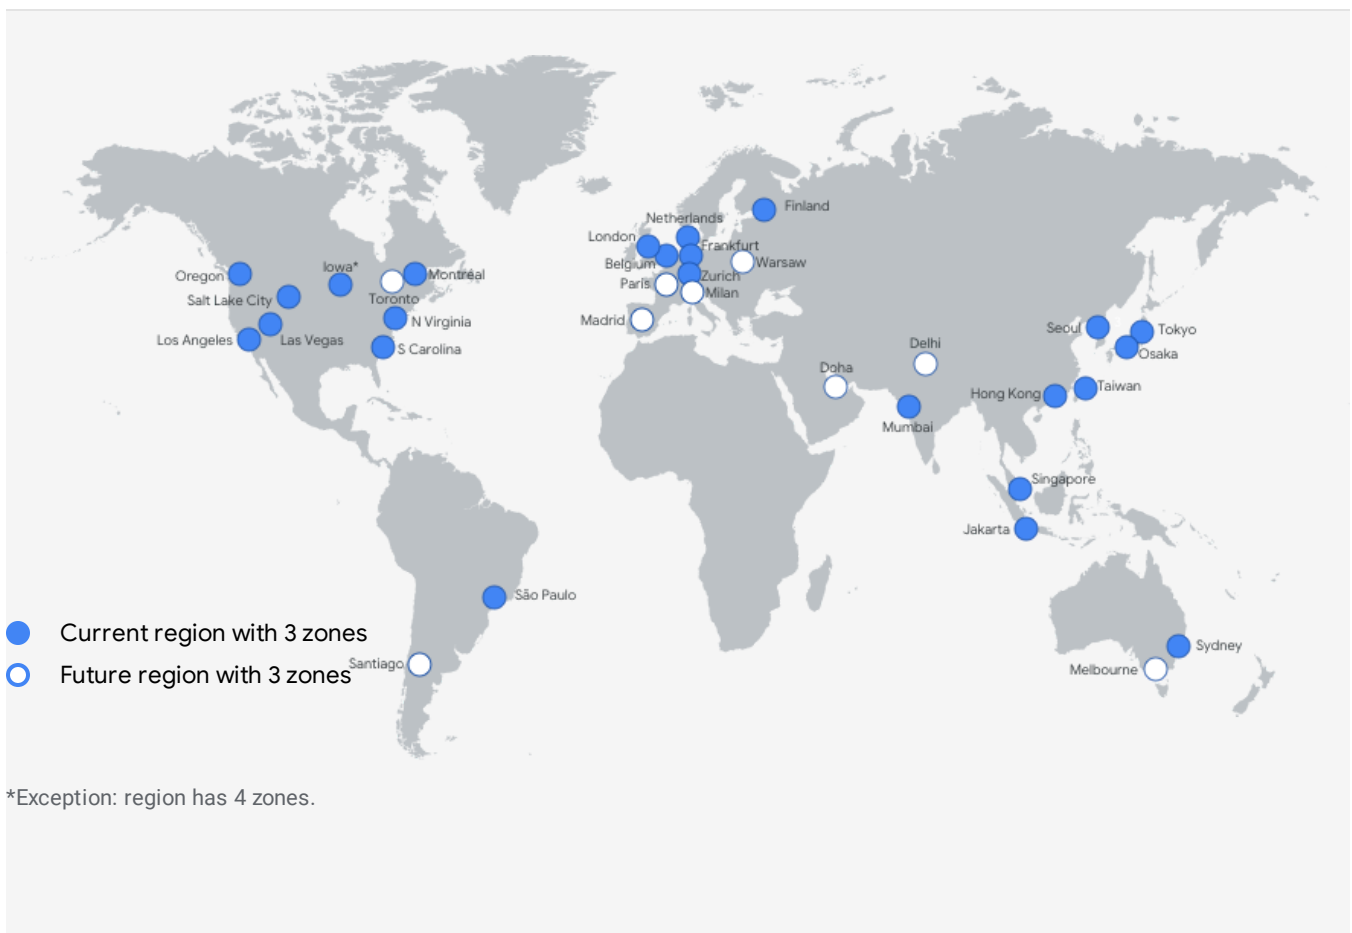 Finland
Netherlands
London
Frankfurt
Belgium
Warsaw
Iowa*
Oregon
Montréal
Zurich
Paris
Milan
Salt Lake City
Toronto
Madrid
N Virginia
Los Angeles
Las Vegas
S Carolina
Seoul
Tokyo
Osaka
Delhi
Doha
Hong Kong
Taiwan
Mumbai
Singapore
Jakarta
São Paulo
Current region with 3 zones
Sydney
Santiago
Future region with 3 zones
Melbourne
*Exception: region has 4 zones.